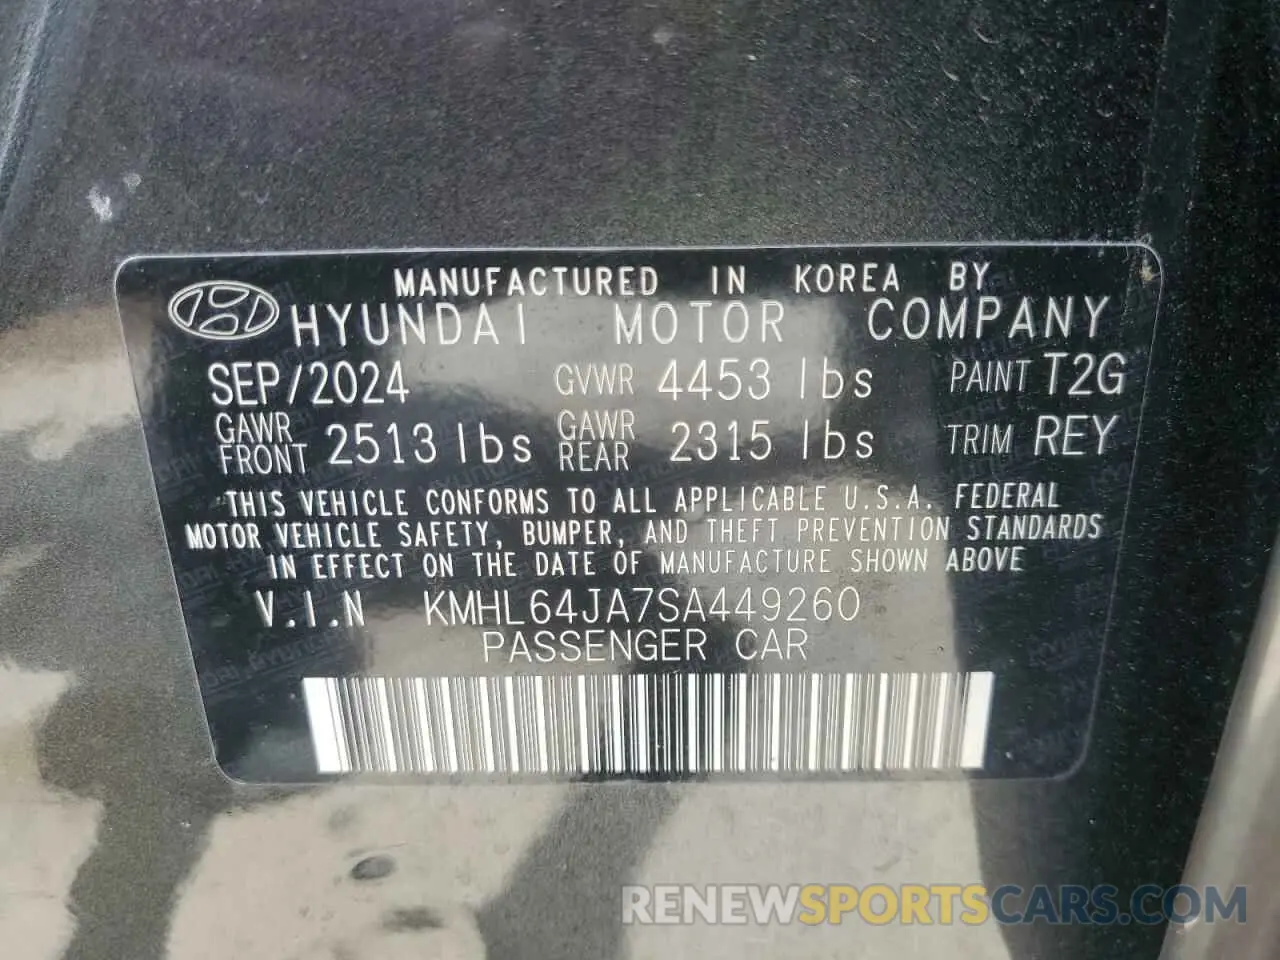 MANUFACTURED IN KOREA BY
HYUNDAI MOTOR COMPANY
SEP/2024 GVWR 4453 lbs PAINT T2G
GAWR FRONT 2513 lbs GAWR REAR 2315 lbs TRIM REY
THIS VEHICLE CONFORMS TO ALL APPLICABLE U.S.A. FEDERAL
MOTOR VEHICLE SAFETY, BUMPER, AND THEFT PREVENTION STANDARDS
IN EFFECT ON THE DATE OF MANUFACTURE SHOWN ABOVE
V.I.N KMHL64JA7SA449260
PASSENGER CAR
RENEWSPORTSCARS.COM